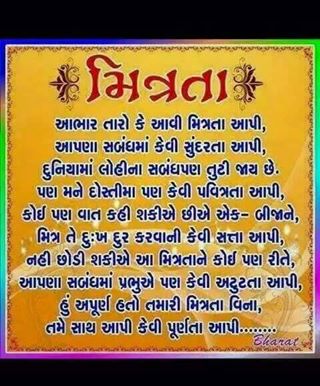 મિત્રતા
આભાર તારો કે આવી મિત્રતા આપી,
આપણા સબંધમાં કેવી સુંદરતા આપી,
દુનિયામાં લોહીના સબંધપણ તુટી જાય છે.
પણ મને દોસ્તીમા પણ કેવી પવિત્રતા આપી,
કોઈ પણ વાત કહી શકીએ છીએ એક- બીજાને,
મિત્ર તે દુઃખ દુર કરવાની કેવી સત્તા આપી,
નહી છોડી શકીએ આ મિત્રતાને કોઈ પણ રીતે,
આપણા સબંધમાં પ્રભુએ પણ કેવી અટુટતા આપી,
હું અપૂર્ણ હતો તમારી મિત્રતા વિના,
તમે સાથ આપી કેવી પૂર્ણતા આપી........
Bharat